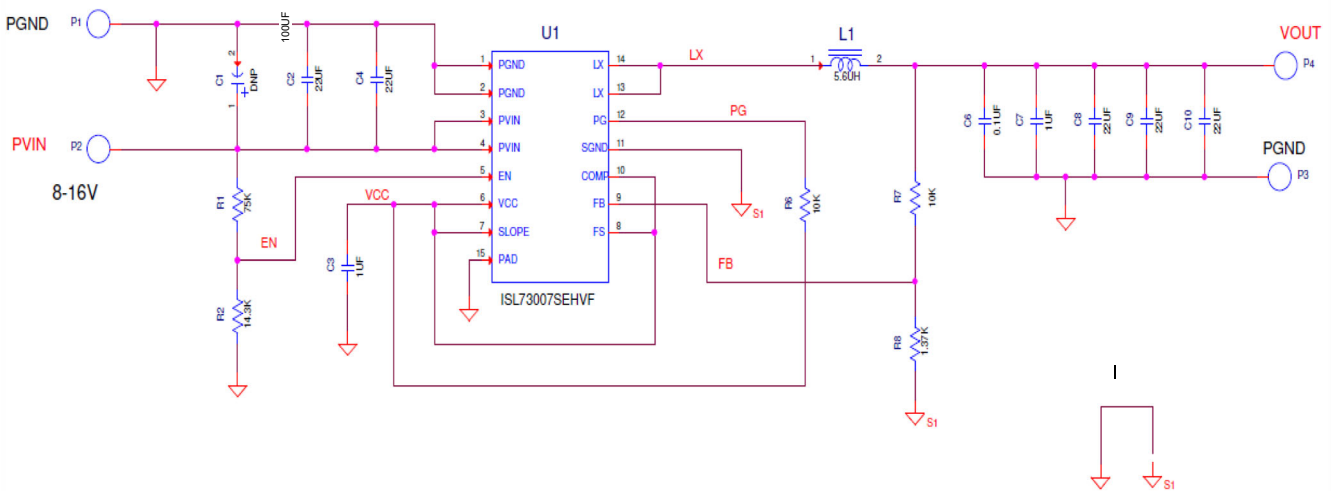 PGND P1
100UF
2
C1
DNP
+
1
C2
22UF
C4
22UF
PVIN P2
8-16V
R1
75K
EN
R2
14.3K
VCC
C3
1UF
U1
1 PGND LX 14
2 PGND LX 13
3 PVIN PG 12
4 PVIN SGND 11
5 EN COMP 10
6 VCC FB 9
7 SLOPE FS 8
15 PAD
ISL73007SEHVF
LX
PG
S1
FB
R6
10K
L1
1 2
5.6UH
R7
10K
R8
1.37K
S1
C6
0.1UF
C7
1UF
C8
22UF
C9
22UF
C10
22UF
VOUT
P4
PGND
P3
S1